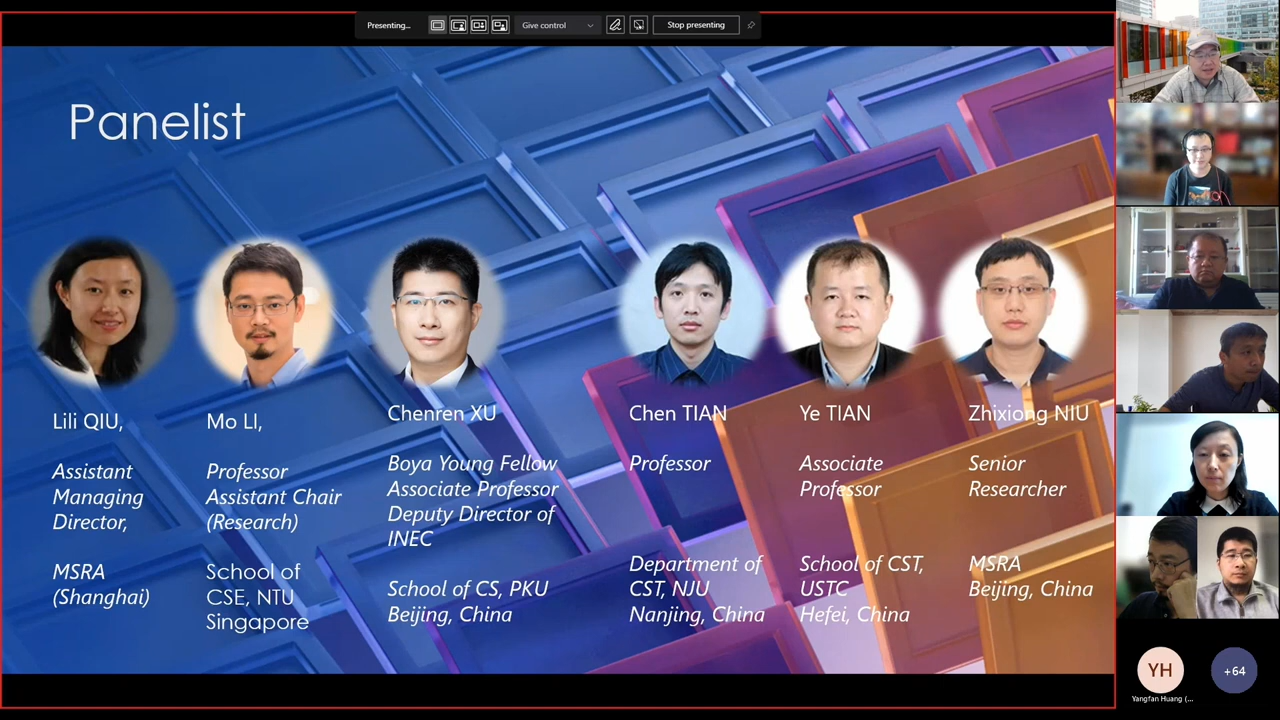 Presenting...
Give control
Stop presenting
Panelist
Lili QIU,
Assistant
Managing
Director,
MSRA
(Shanghai)
Mo LI,
Professor
Assistant Chair
(Research)
School of
CSE, NTU
Singapore
Chenren XU
Boya Young Fellow
Associate Professor
Deputy Director of
INEC
School of CS, PKU
Beijing, China
Chen TIAN
Professor
Department of
CST, NJU
Nanjing, China
Ye TIAN
Associate
Professor
School of CST,
USTC
Hefei, China
Zhixiong NIU
Senior
Researcher
MSRA
Beijing, China
YH
Yangfan Huang (...
+64